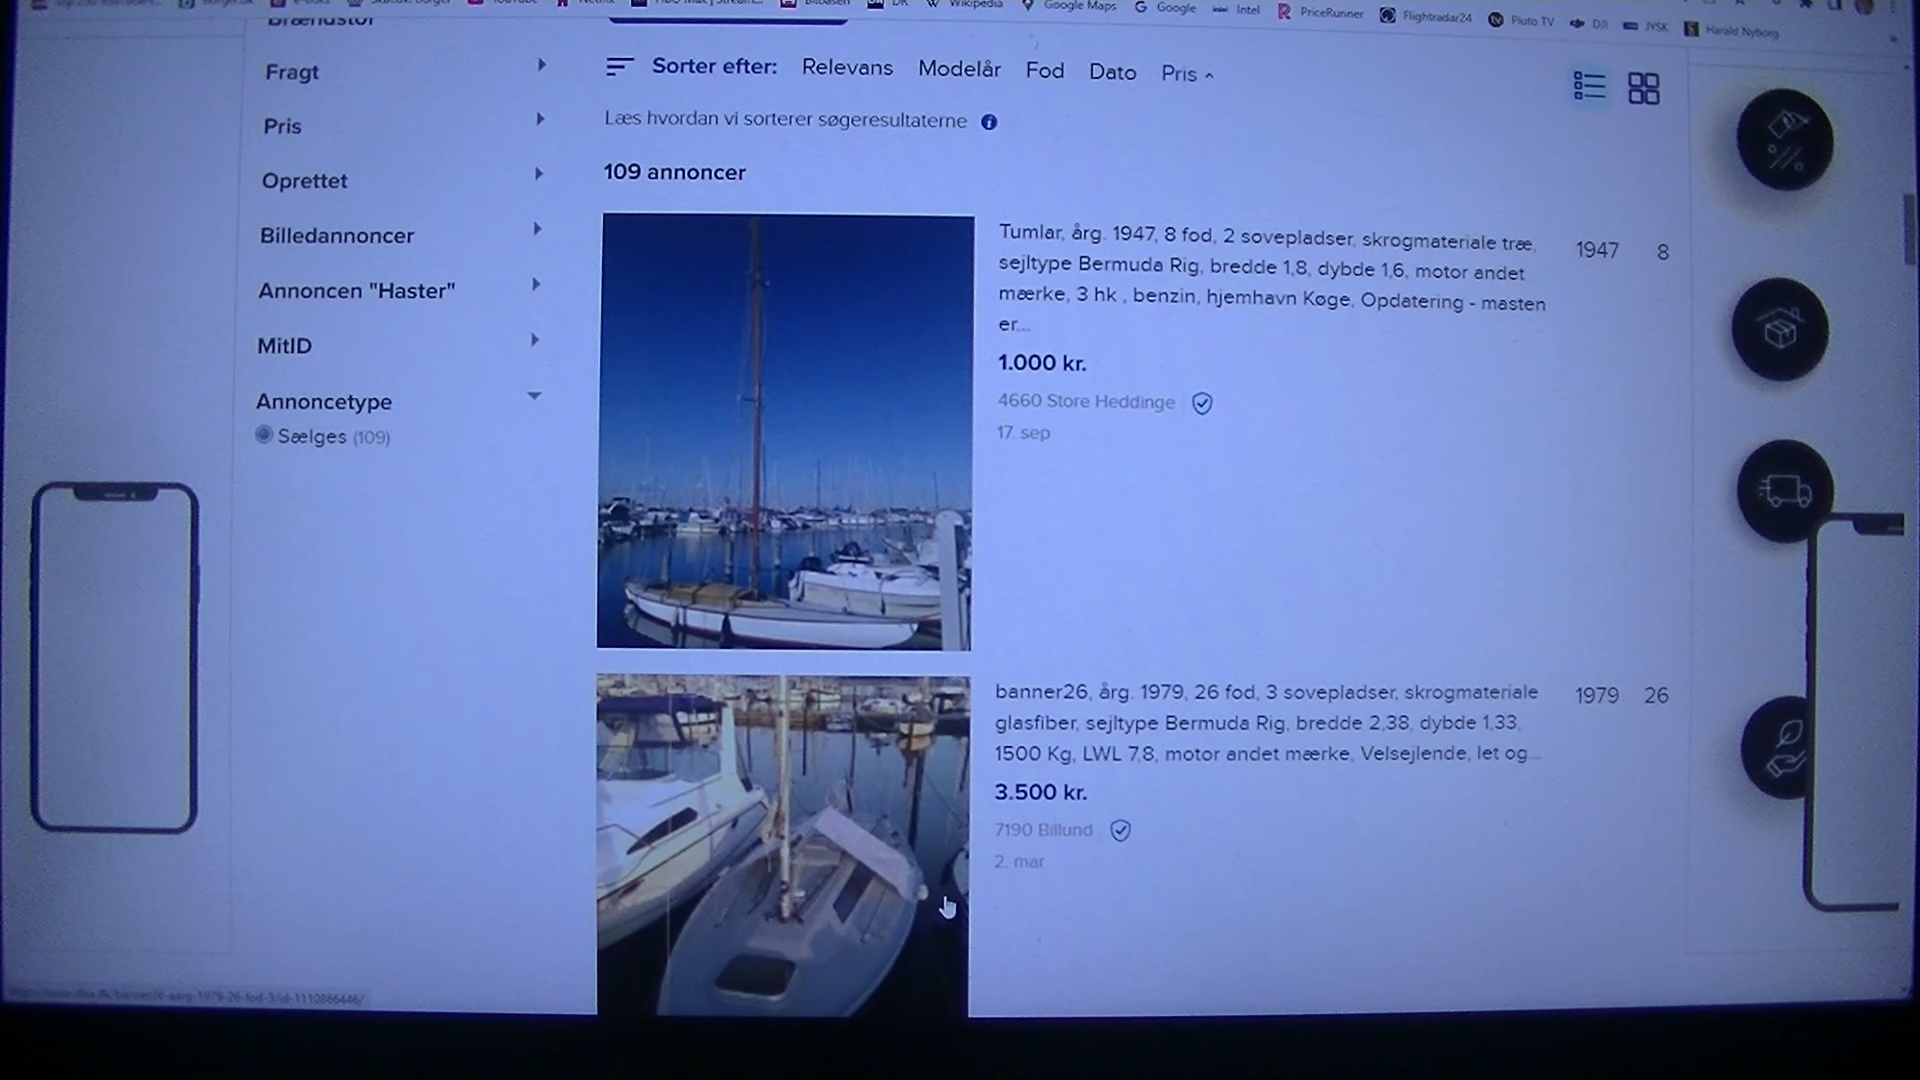 Wikipedia
Google Maps
Google
Intel
PriceRunner
Flightradar24
Pluto TV
DJI
JYSK
Harald Nyborg
Brændstof
Fragt
Pris
Oprettet
Billedannoncer
Annoncen "Haster"
MitID
Annoncetype
Sælges (109)
Sorter efter: Relevans Modelår Fod Dato Pris
Læs hvordan vi sorterer søgeresultaterne
109 annoncer
Tumlar, årg. 1947, 8 fod, 2 sovepladser, skrogmateriale træ,
sejltype Bermuda Rig, bredde 1,8, dybde 1,6, motor andet
mærke, 3 hk , benzin, hjemhavn Køge, Opdatering - masten
er...
1947 8
1.000 kr.
4660 Store Heddinge
17. sep
banner26, årg. 1979, 26 fod, 3 sovepladser, skrogmateriale
glasfiber, sejltype Bermuda Rig, bredde 2,38, dybde 1,33,
1500 Kg, LWL 7,8, motor andet mærke, Velsejlende, let og...
1979 26
3.500 kr.
7190 Billund
2. mar